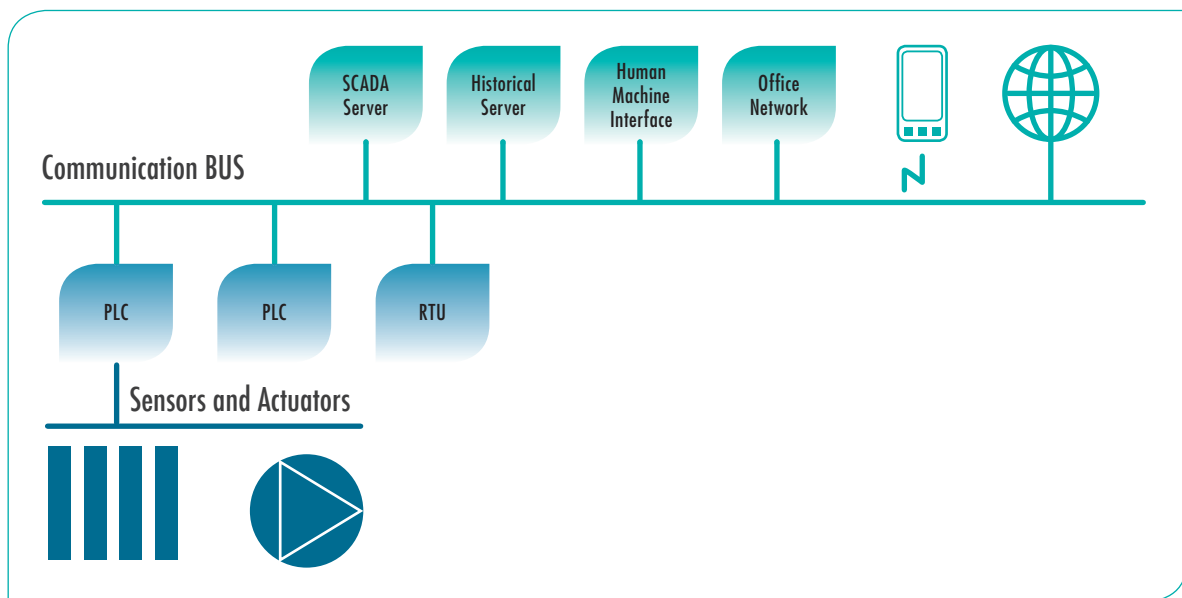 SCADA
Server
Historical
Server
Human
Machine
Interface
Office
Network
Communication BUS
PLC
PLC
RTU
Sensors and Actuators